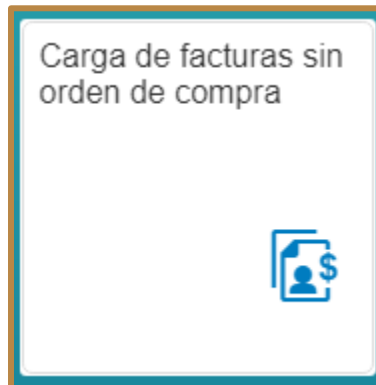 Carga de facturas sin
orden de compra
$